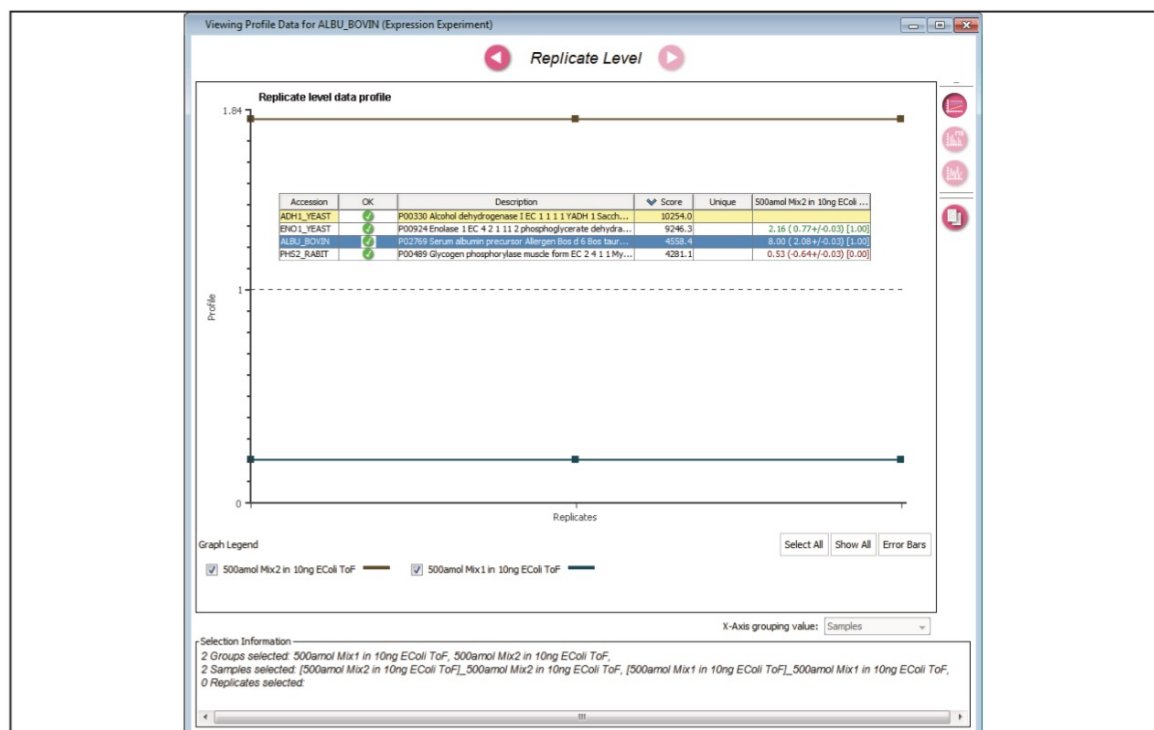 Viewing Profile Data for ALBU_BOVIN (Expression Experiment)
Replicate Level
Replicate level data profile
1.84
Accession OK Description Score Unique 500amol Mix2 in 10ng EColi ...
ADH1_YEAST P00330 Alcohol dehydrogenase I EC 1 1 1 1 YADH 1 Sacch... 10254.0
ENO1_YEAST P00924 Enolase 1 EC 4 2 1 11 2 phosphoglycerate dehydra... 9246.3 2.16 ( 0.77+/-0.03) [1.00]
ALBU_BOVIN P02769 Serum albumin precursor Allergen Bos d 6 Bos taur... 4558.4 8.00 ( 2.08+/-0.03) [1.00]
PHS2_RABIT P00489 Glycogen phosphorylase muscle form EC 2 4 1 1 My... 4281.1 0.53 (-0.64+/-0.03) [0.00]
1
Profile
0
Replicates
Graph Legend
Select All Show All Error Bars
500amol Mix2 in 10ng EColi ToF 500amol Mix1 in 10ng EColi ToF
X-Axis grouping value: Samples
Selection Information
2 Groups selected: 500amol Mix1 in 10ng EColi ToF, 500amol Mix2 in 10ng EColi ToF,
2 Samples selected: [500amol Mix2 in 10ng EColi ToF]_500amol Mix2 in 10ng EColi ToF, [500amol Mix1 in 10ng EColi ToF]_500amol Mix1 in 10ng EColi ToF,
0 Replicates selected: